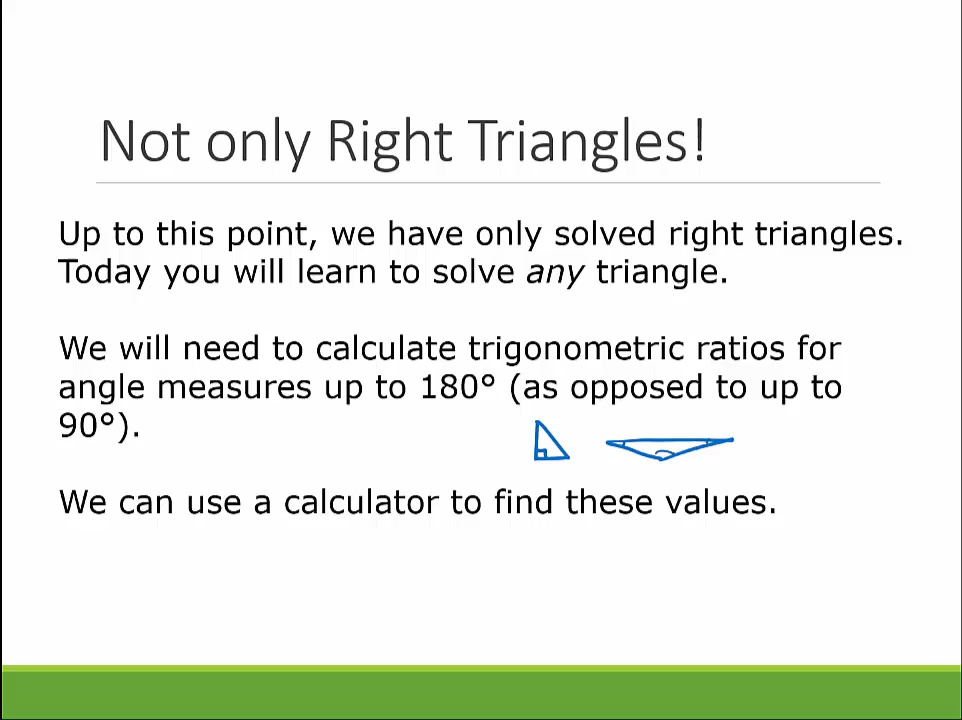 Not only Right Triangles!
Up to this point, we have only solved right triangles.
Today you will learn to solve any triangle.
We will need to calculate trigonometric ratios for
angle measures up to 180° (as opposed to up to
90°).
We can use a calculator to find these values.